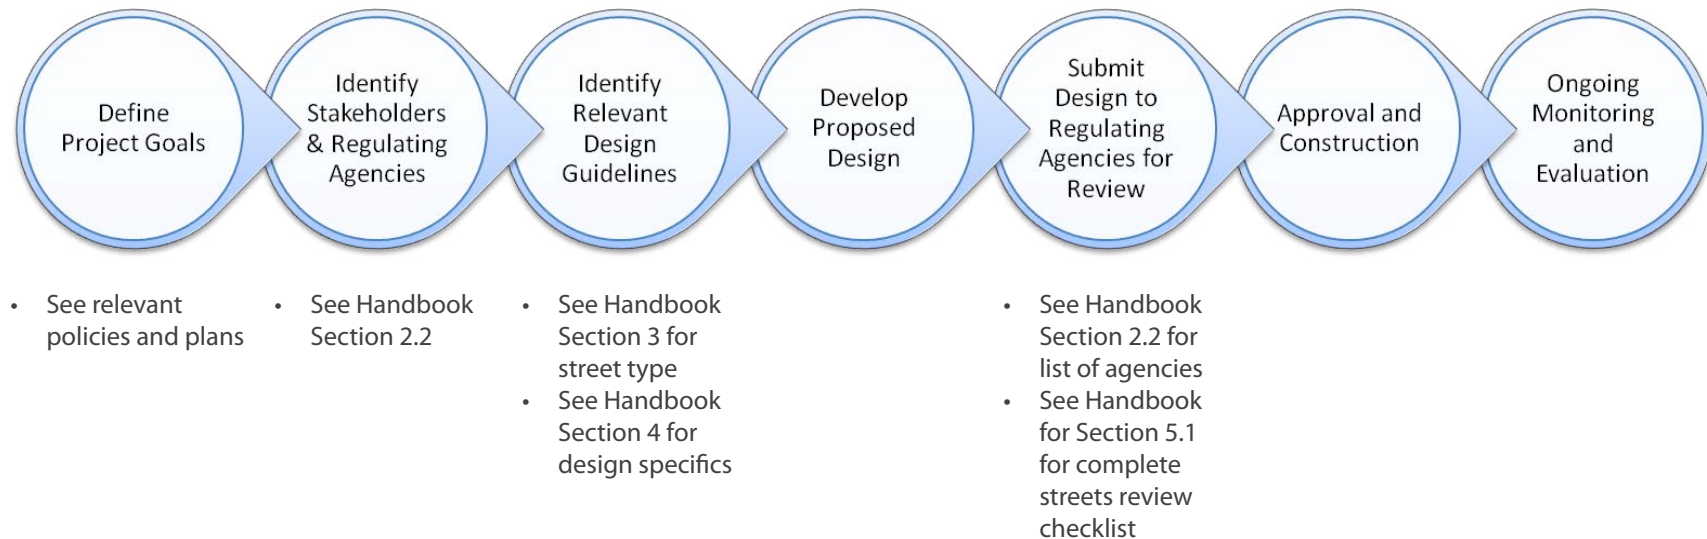 Define
Project Goals
Identify
Stakeholders
& Regulating
Agencies
Identify
Relevant
Design
Guidelines
Develop
Proposed
Design
Submit
Design to
Regulating
Agencies for
Review
Approval and
Construction
Ongoing
Monitoring
and
Evaluation
• See relevant
policies and plans
• See Handbook
Section 2.2
• See Handbook
Section 3 for
street type
• See Handbook
Section 4 for
design specifics
• See Handbook
Section 2.2 for
list of agencies
• See Handbook
for Section 5.1
for complete
streets review
checklist